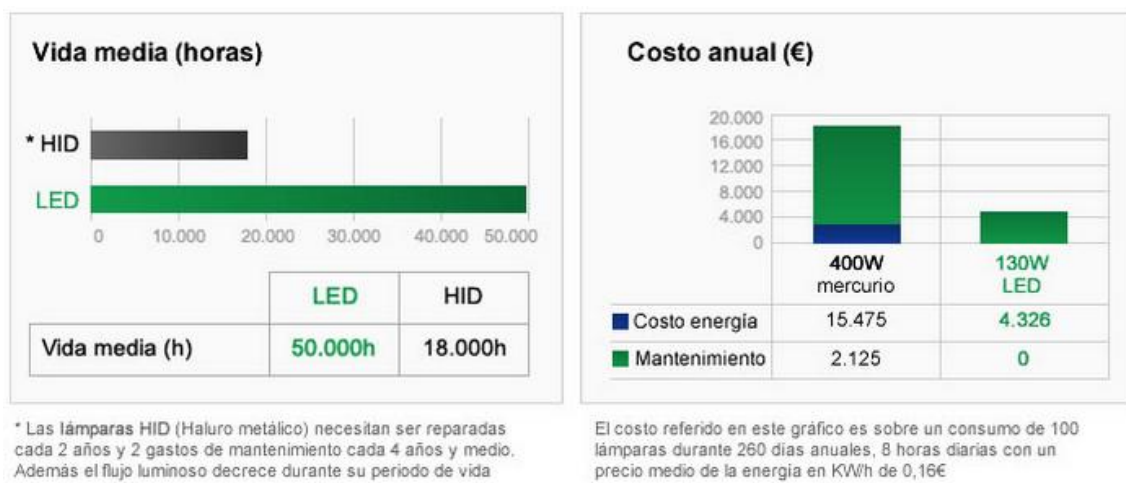 Vida media (horas)
* HID
LED
0 10.000 20.000 30.000 40.000 50.000
LED HID
Vida media (h) 50.000h 18.000h
* Las lámparas HID (Haluro metálico) necesitan ser reparadas
cada 2 años y 2 gastos de mantenimiento cada 4 años y medio.
Además el flujo luminoso decrece durante su periodo de vida
Costo anual (€)
20.000
16.000
12.000
8.000
4.000
0
400W 130W
mercurio LED
Costo energía 15.475 4.326
Mantenimiento 2.125 0
El costo referido en este gráfico es sobre un consumo de 100
lámparas durante 260 días anuales, 8 horas diarias con un
precio medio de la energía en KW/h de 0,16€